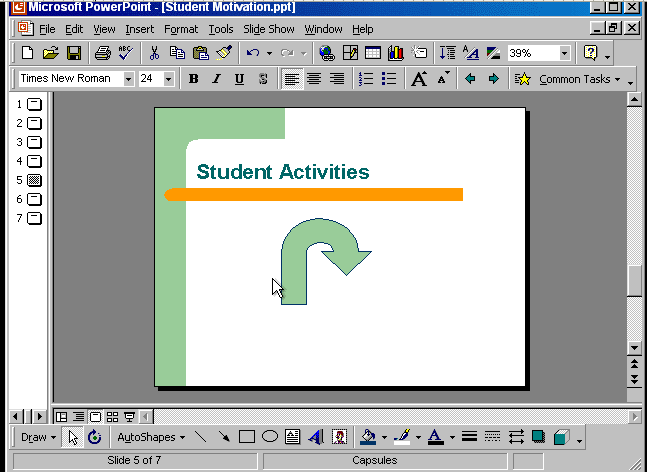 Microsoft PowerPoint - [Student Motivation.ppt]
File Edit View Insert Format Tools Slide Show Activities Help
39%
Times New Roman 24 B I U S Common Tasks
1
2
3
4
5
6
7
Student Activities
Draw AutoShapes
Slide 5 of 7 Capsules